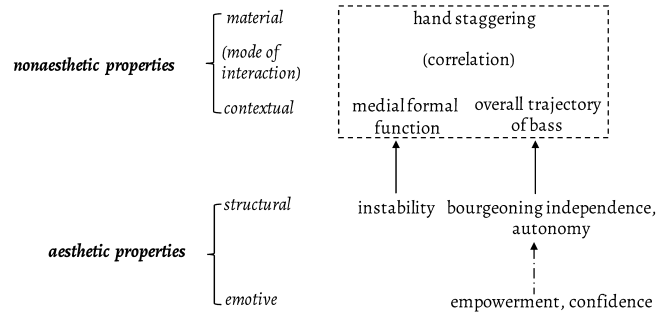 material
hand staggering
nonaesthetic properties
(mode of
interaction)
(correlation)
contextual
medial formal
function
overall trajectory
of bass
structural
instability
bourgeoning independence,
autonomy
aesthetic properties
emotive
empowerment, confidence